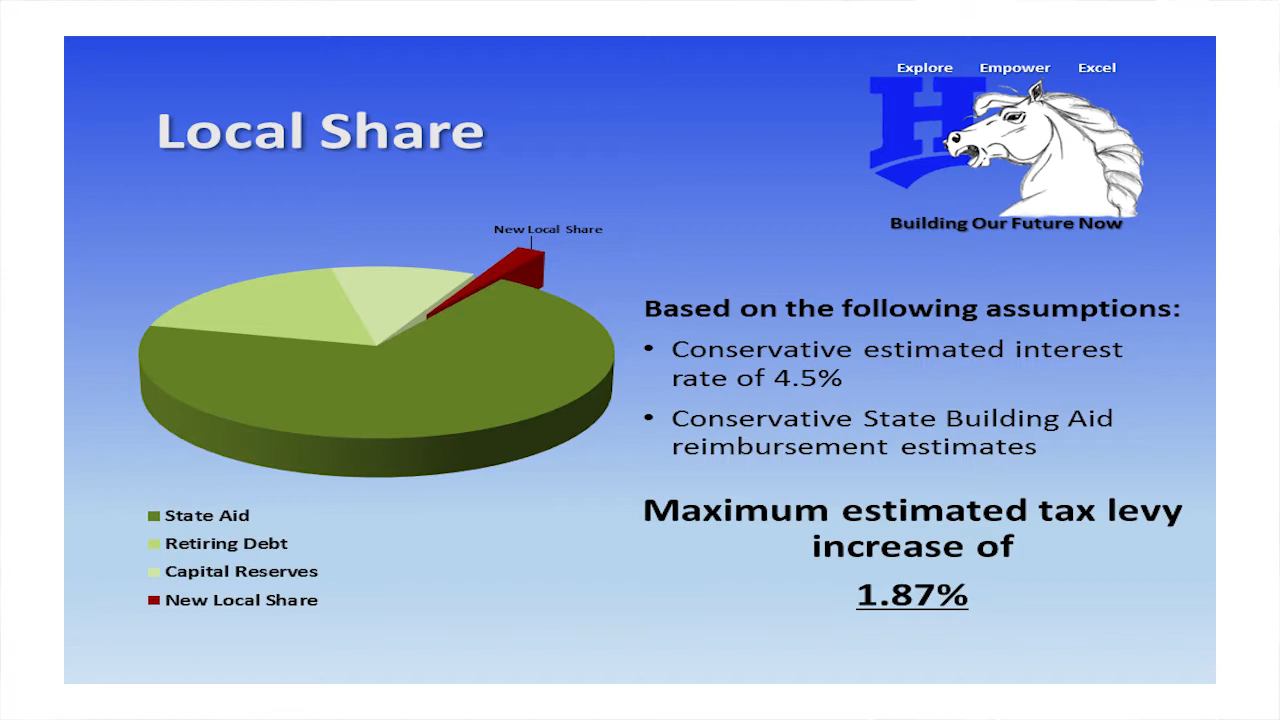 Explore Empower Excel
H
Local Share
Building Our Future Now
New Local Share
Based on the following assumptions:
• Conservative estimated interest
rate of 4.5%
• Conservative State Building Aid
reimbursement estimates
Maximum estimated tax levy
increase of
1.87%
State Aid
Retiring Debt
Capital Reserves
New Local Share